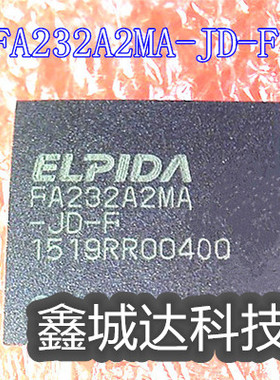 FA232A2MA-JD-F
ELPIDA
FA232A2MA
-JD-F
1519RR00400
鑫城达科技